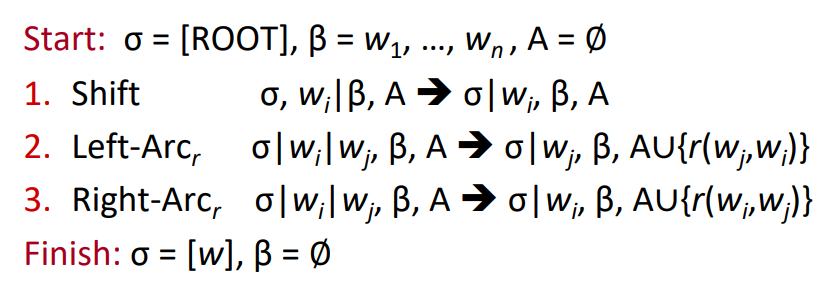 Start: σ = [ROOT], β = w₁, …, wₙ , A = ∅
1. Shift σ, wᵢ|β, A ➔ σ|wᵢ, β, A
2. Left-Arcᵣ σ|wᵢ|wⱼ, β, A ➔ σ|wⱼ, β, A∪{r(wⱼ,wᵢ)}
3. Right-Arcᵣ σ|wᵢ|wⱼ, β, A ➔ σ|wᵢ, β, A∪{r(wᵢ,wⱼ)}
Finish: σ = [w], β = ∅